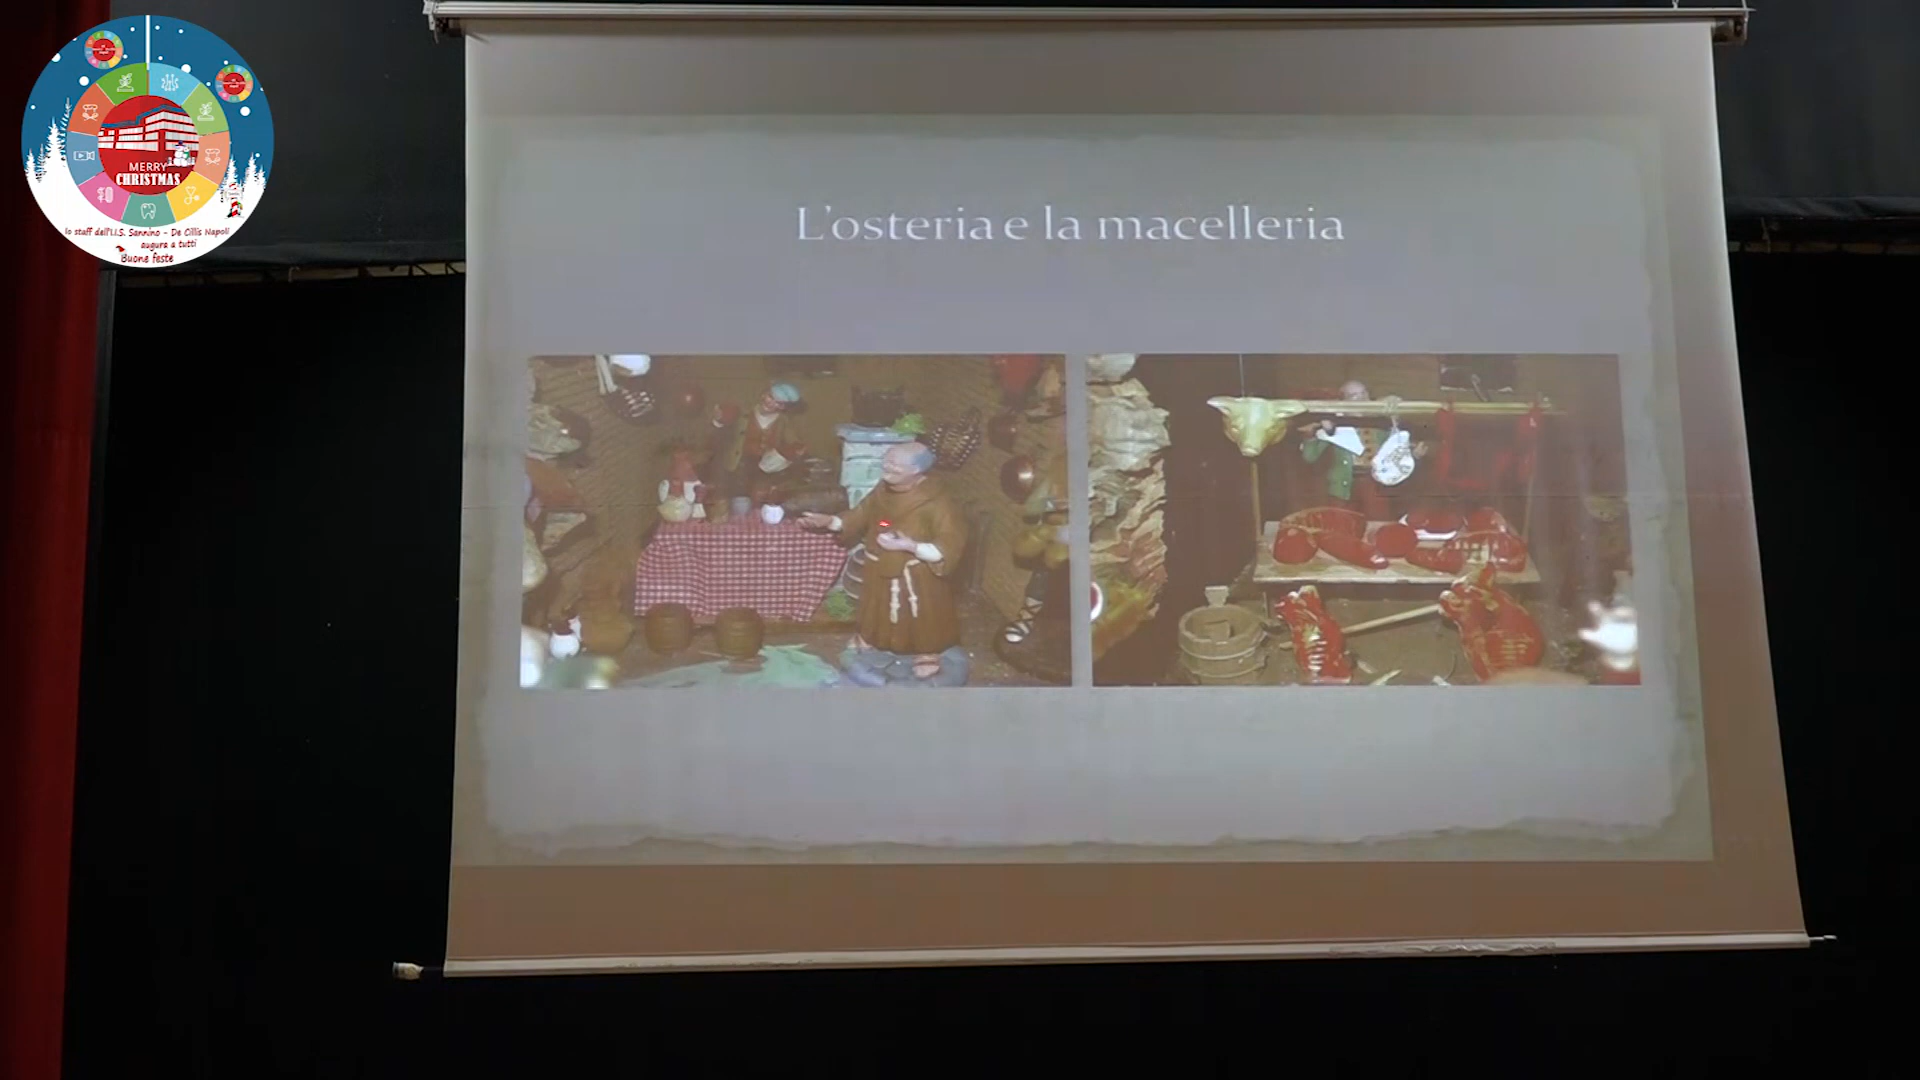 MERRY
CHRISTMAS
lo staff dell'I.I.S. Sannino - De Cillis Napoli
augura a tutti
Buone feste
L'osteria e la macelleria